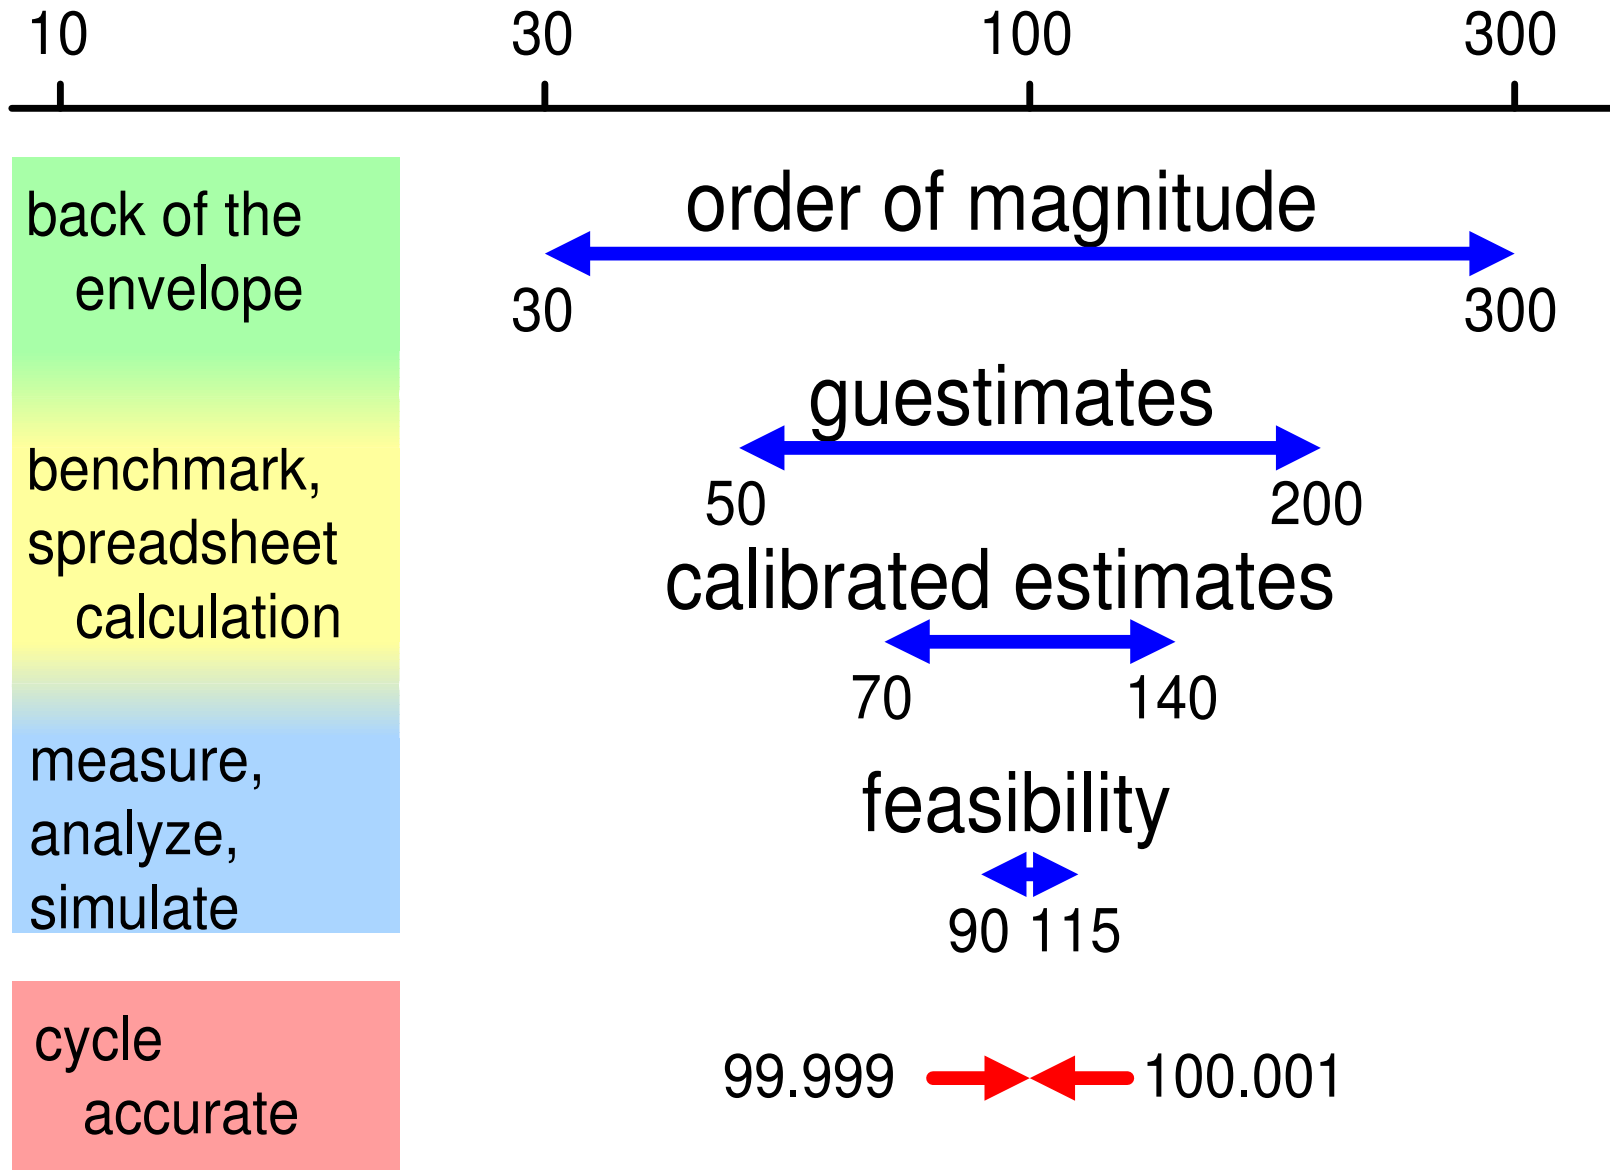 10 30 100 300
back of the
envelope
order of magnitude
30 300
guestimates
benchmark,
spreadsheet
calculation
50 200
calibrated estimates
70 140
measure,
analyze,
simulate
feasibility
90 115
cycle
accurate
99.999 100.001